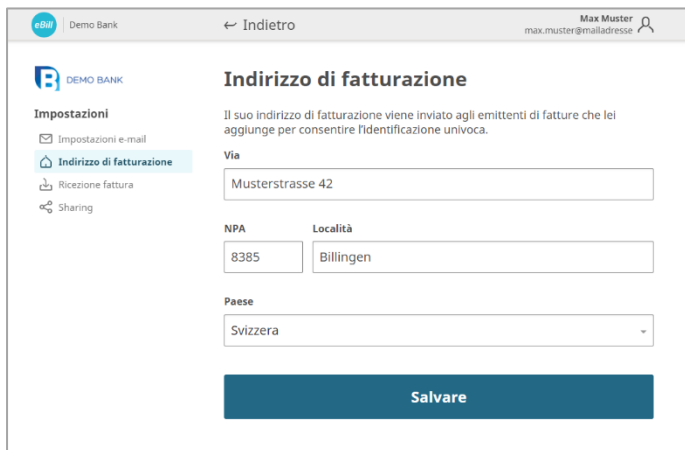 eBill
Demo Bank
Indietro
Max Muster
max.muster@mailadresse
DEMO BANK
Impostazioni
Impostazioni e-mail
Indirizzo di fatturazione
Ricezione fattura
Sharing
Indirizzo di fatturazione
Il suo indirizzo di fatturazione viene inviato agli emittenti di fatture che lei
aggiunge per consentire l'identificazione univoca.
Via
Musterstrasse 42
NPA Località
8385 Billingen
Paese
Svizzera
Salvare